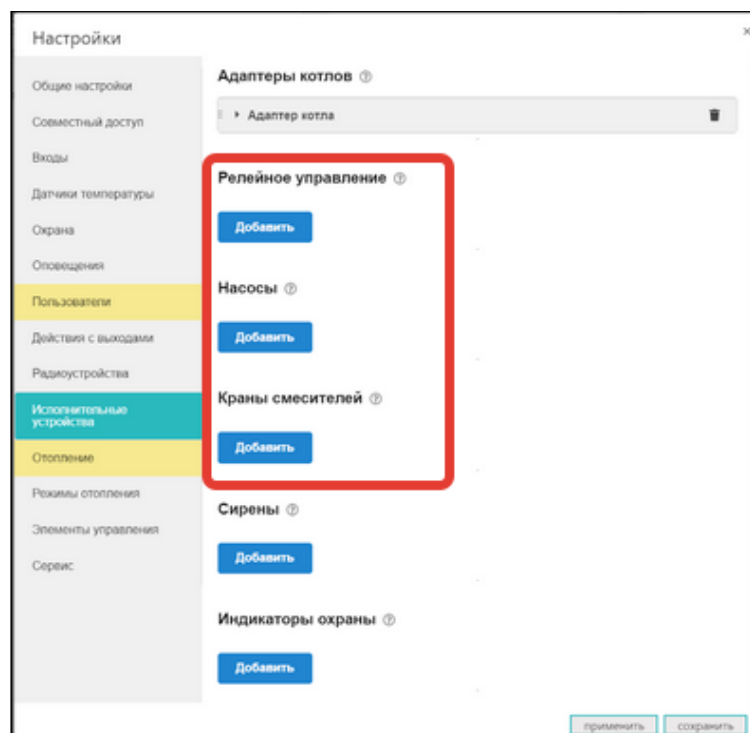 Настройки
×
Общие настройки
Совместный доступ
Входы
Датчики температуры
Охрана
Оповещения
Пользователи
Действия с выходами
Радиоустройства
Исполнительные
устройства
Отопление
Режимы отопления
Элементы управления
Сервис
Адаптеры котлов ?
Адаптер котла
Релейное управление ?
Добавить
Насосы ?
Добавить
Краны смесителей ?
Добавить
Сирены ?
Добавить
Индикаторы охраны ?
Добавить
применить сохранить